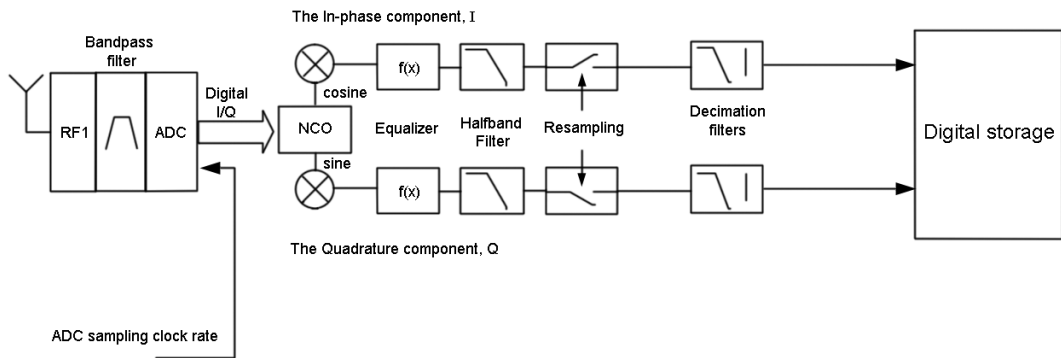 The In-phase component, I
Bandpass
filter
Digital
I/Q
RF1
ADC
cosine
NCO
sine
f(x)
Equalizer
Halfband
Filter
Resampling
Decimation
filters
Digital storage
f(x)
The Quadrature component, Q
ADC sampling clock rate